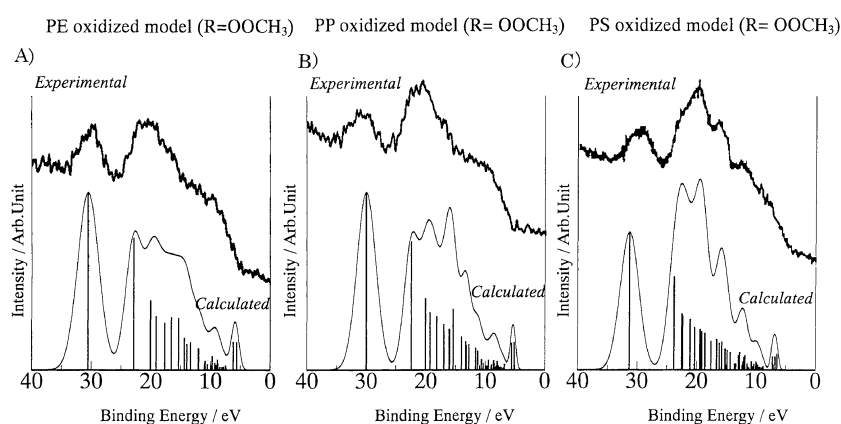 PE oxidized model (R=OOCH3)
PP oxidized model (R= OOCH3)
PS oxidized model (R= OOCH3)
A)
B)
C)
Experimental
Experimental
Experimental
Intensity / Arb.Unit
Intensity / Arb.Unit
Intensity / Arb.Unit
Calculated
Calculated
Calculated
40 30 20 10 0
40 30 20 10 0
40 30 20 10 0
Binding Energy / eV
Binding Energy / eV
Binding Energy / eV